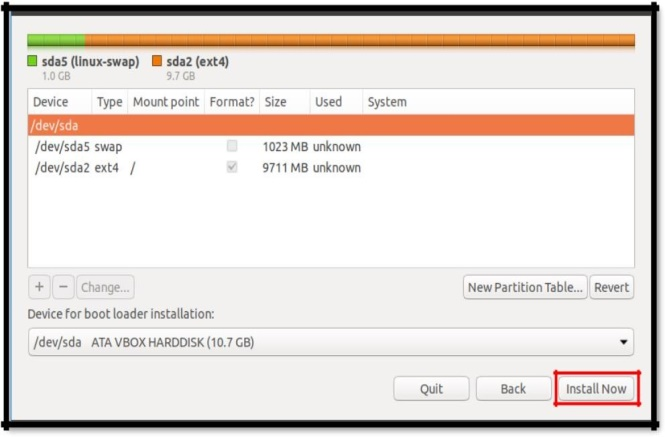 sda5 (linux-swap) sda2 (ext4)
1.0 GB 9.7 GB
Device Type Mount point Format? Size Used System
/dev/sda
/dev/sda5 swap 1023 MB unknown
/dev/sda2 ext4 / 9711 MB unknown
+ − Change... New Partition Table... Revert
Device for boot loader installation:
/dev/sda ATA VBOX HARDDISK (10.7 GB)
Quit Back Install Now